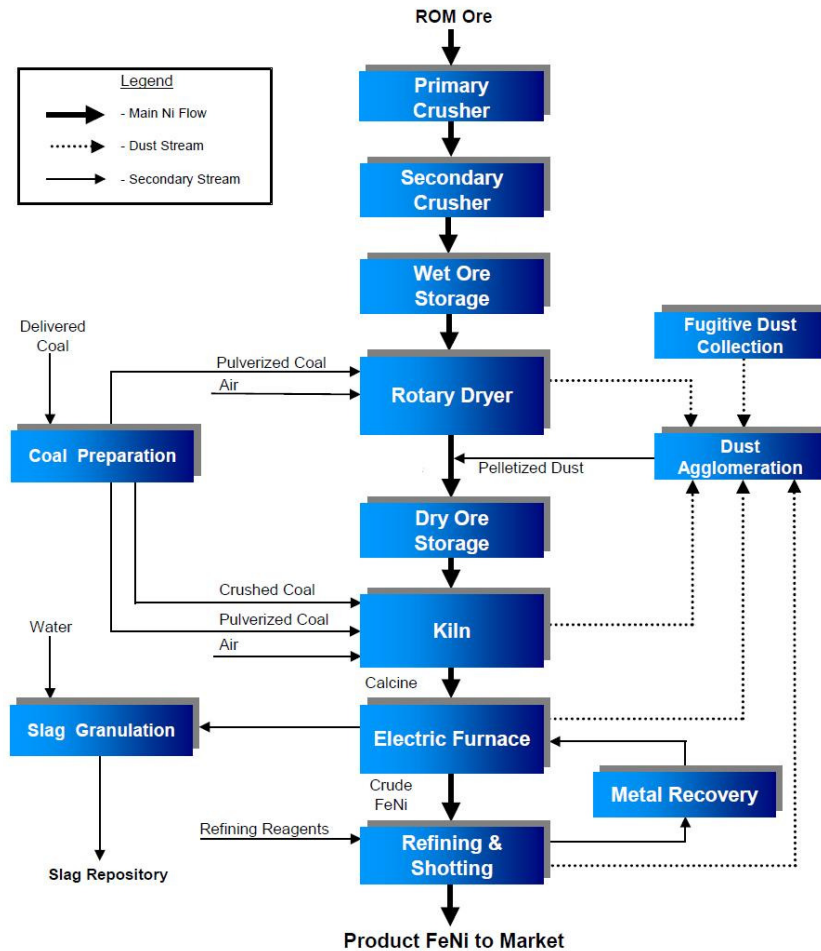 ROM Ore
Legend
- Main Ni Flow
- Dust Stream
- Secondary Stream
Primary
Crusher
Secondary
Crusher
Wet Ore
Storage
Delivered
Coal
Fugitive Dust
Collection
Pulverized Coal
Air
Rotary Dryer
Coal Preparation
Dust
Agglomeration
Pelletized Dust
Dry Ore
Storage
Crushed Coal
Pulverized Coal
Air
Kiln
Water
Calcine
Slag Granulation
Electric Furnace
Crude
FeNi
Metal Recovery
Refining Reagents
Refining &
Shotting
Slag Repository
Product FeNi to Market